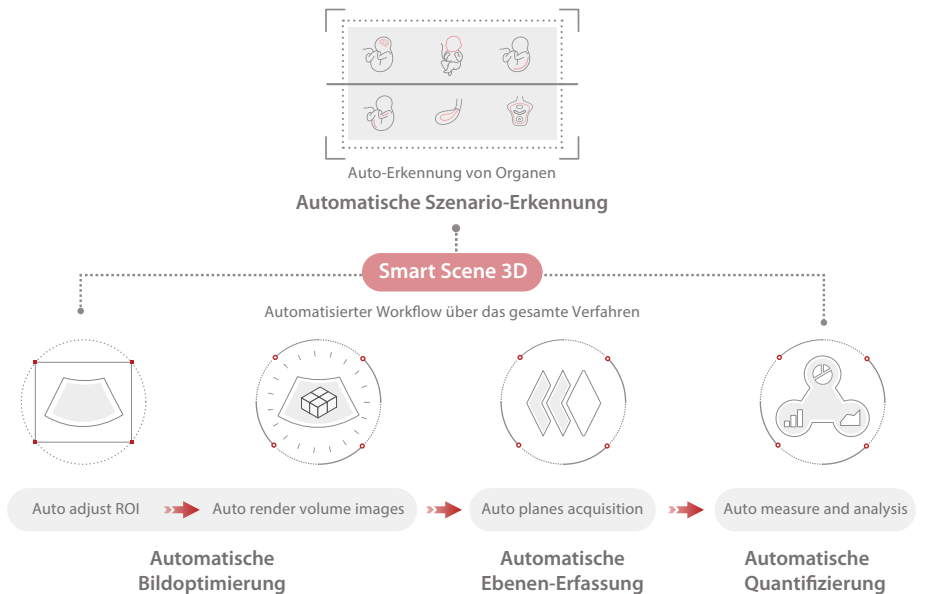 Auto-Erkennung von Organen
Automatische Szenario-Erkennung
Smart Scene 3D
Automatisierter Workflow über das gesamte Verfahren
Auto adjust ROI
Auto render volume images
Auto planes acquisition
Auto measure and analysis
Automatische
Bildoptimierung
Automatische
Ebenen-Erfassung
Automatische
Quantifizierung